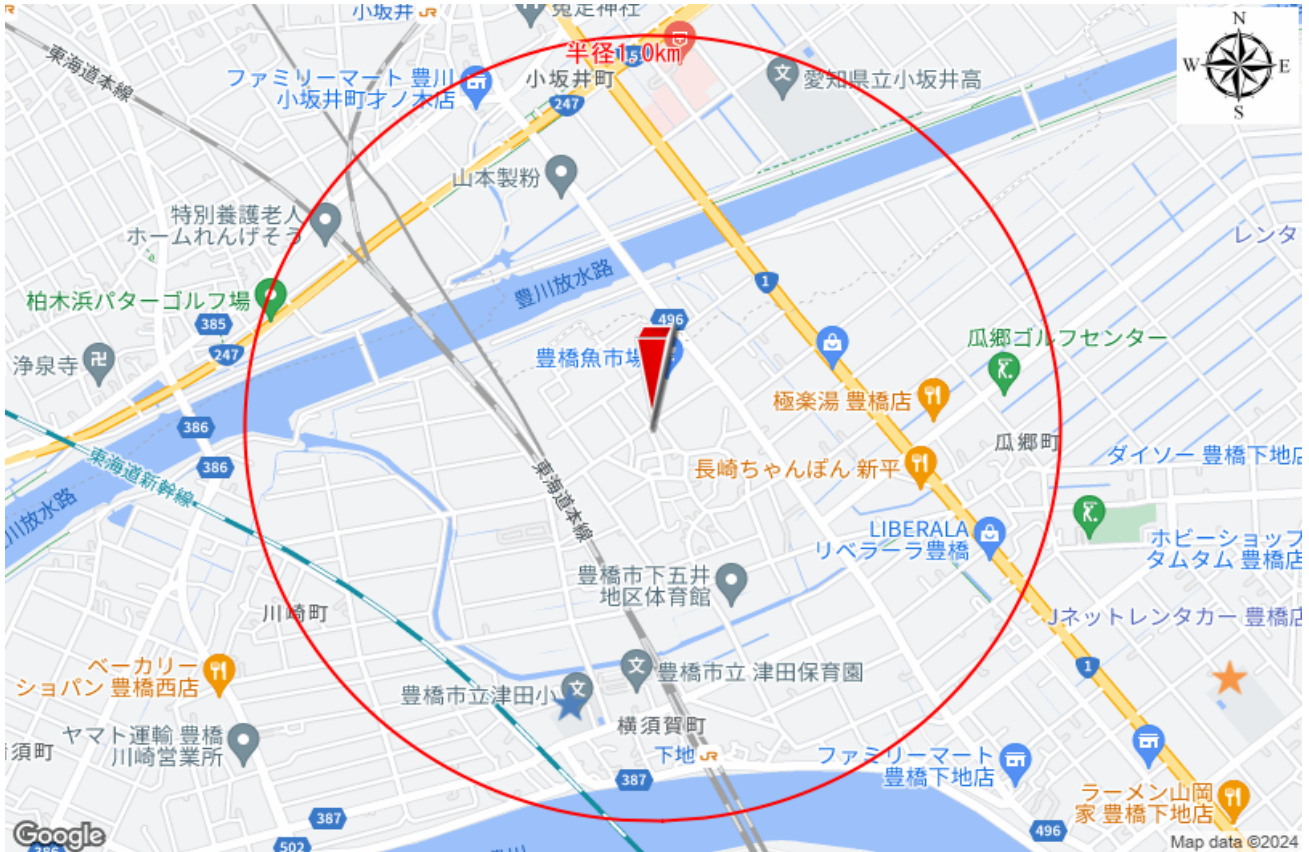 小坂井
JR
菟足神社
N
W
E
S
半径1.0km
東海道本線
ファミリーマート 豊川
小坂井町才ノ木店
小坂井町
愛知県立小坂井高
247
山本製粉
特別養護老人
ホームれんげそう
レンタ
豊川放水路
1
柏木浜パターゴルフ場
385
496
247
豊橋魚市場
瓜郷ゴルフセンター
浄泉寺
極楽湯 豊橋店
386
瓜郷町
東海道新幹線
386
東海道本線
長崎ちゃんぽん 新平
ダイソー 豊橋下地店
川放水路
LIBERALA
リベラーラ豊橋
ホビーショップ
タムタム 豊橋店
豊橋市下五井
地区体育館
川崎町
Jネットレンタカー 豊橋店
ベーカリー
ショパン 豊橋西店
豊橋市立 津田保育園
1
豊橋市立津田小
横須賀町
ヤマト運輸 豊橋
川崎営業所
須町
下地
JR
ファミリーマート
豊橋下地店
387
ラーメン山岡
家 豊橋下地店
387
496
Google
386
502
豊川
Map data ©2024